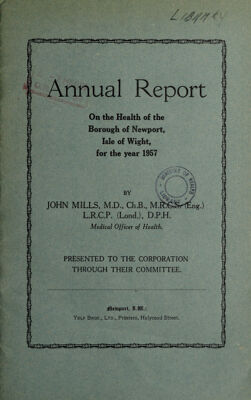 LIBRARY
Annual Report
On the Health of the
Borough of Newport,
Isle of Wight,
for the year 1957
BY
JOHN MILLS, M.D., Ch.B., M.R.C.S. (Eng.)
L.R.C.P. (Lond.), D.P.H.
Medical Officer of Health.
PRESENTED TO THE CORPORATION
THROUGH THEIR COMMITTEE.
Newport, I.W.:
Yelf Bros., Ltd., Printers, Holyrood Street.